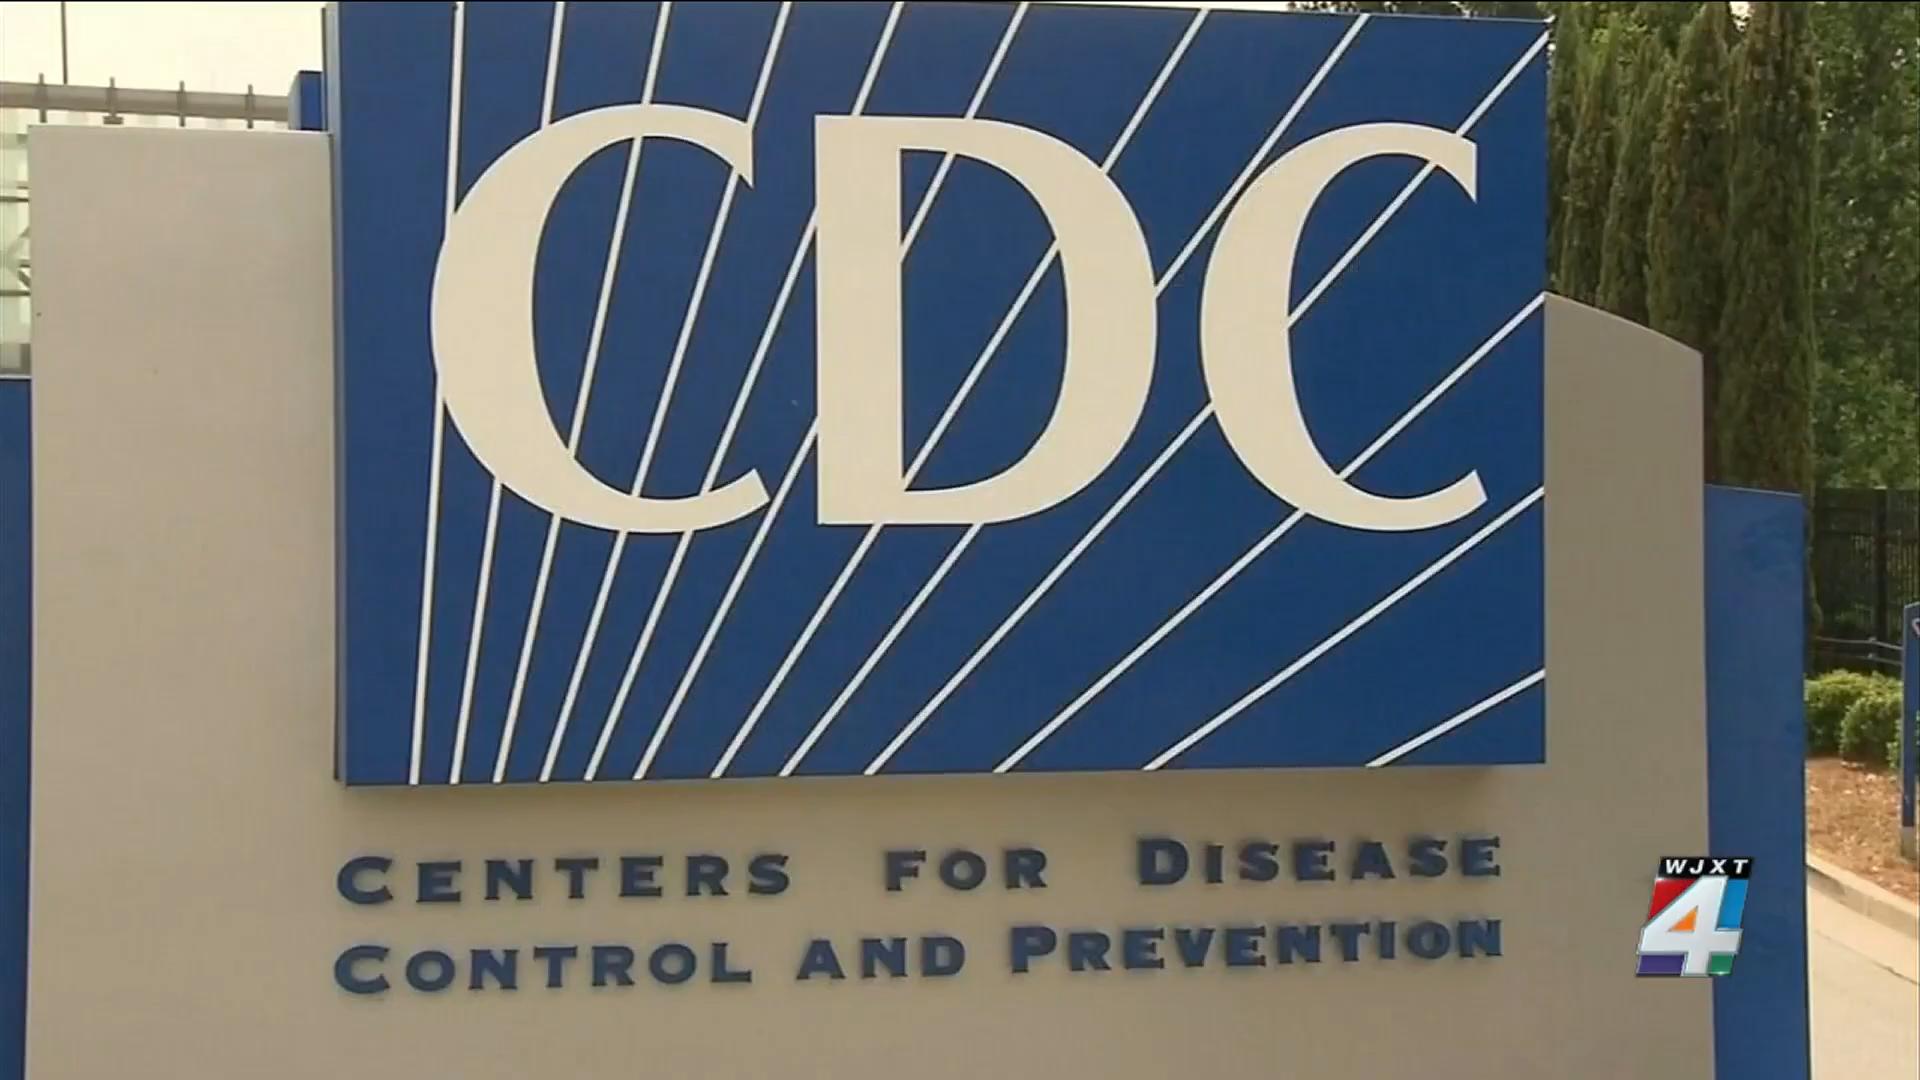 CDC
CENTERS FOR DISEASE
CONTROL AND PREVENTION
WJXT
4